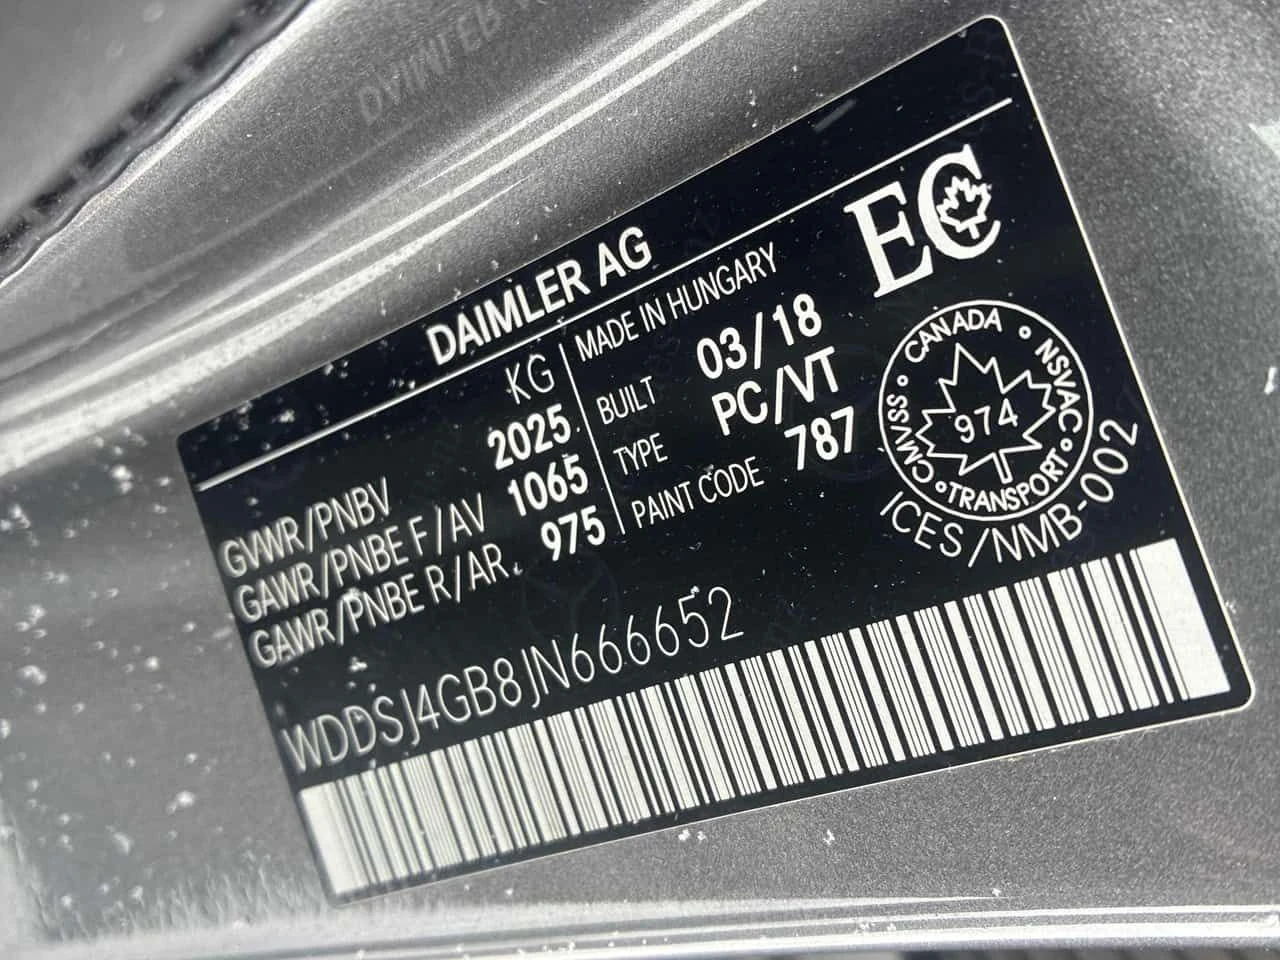 DAIMLER AG
KG
GVWR/PNBV 2025
GAWR/PNBE F/AV 1065
GAWR/PNBE R/AR 975
MADE IN HUNGARY
BUILT 03/18
TYPE PC/VT
PAINT CODE 787
EC
CANADA
NSVAC
TRANSPORT
CMVSS
974
ICES/NMB-002
WDDSJ4GB8JN666652